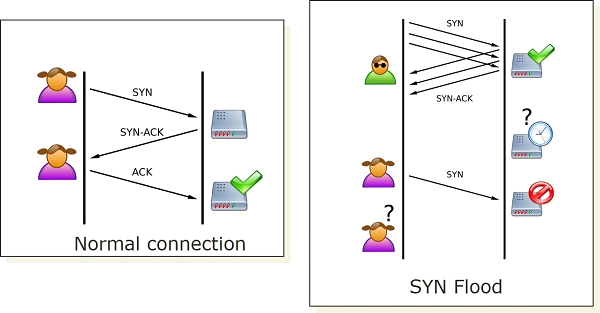 SYN
SYN-ACK
ACK
Normal connection
SYN
SYN-ACK
?
SYN
?
SYN Flood